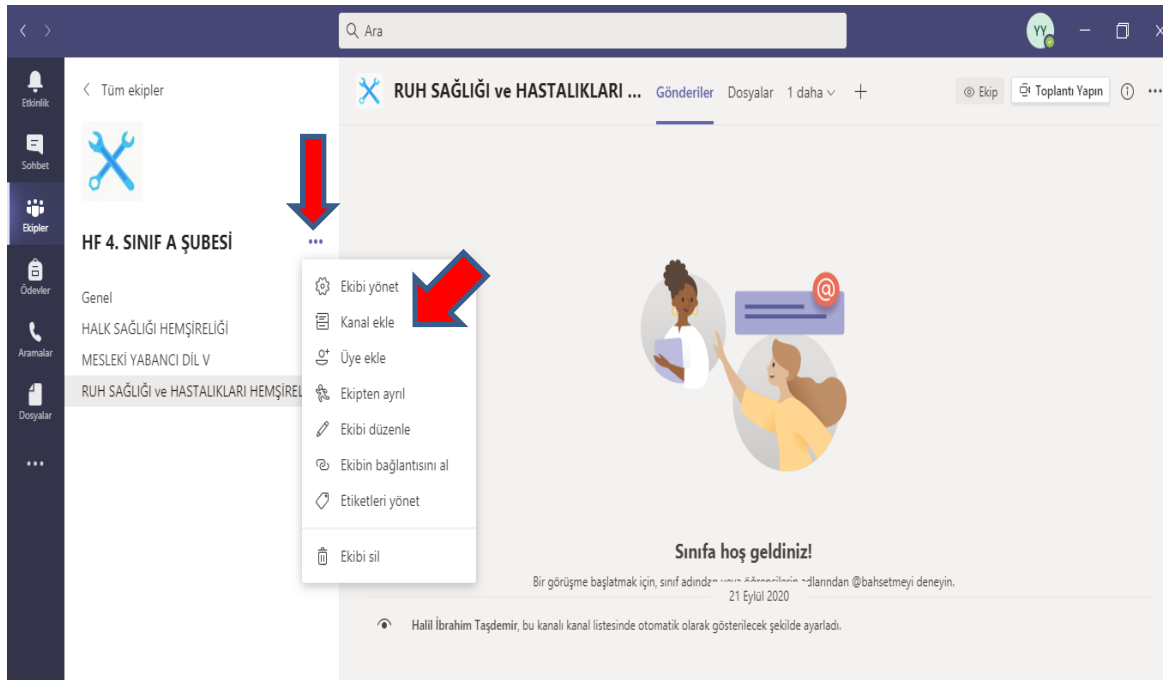 Ara
YY
Etkinlik
Sohbet
Ekipler
Ödevler
Aramalar
Dosyalar
Tüm ekipler
HF 4. SINIF A ŞUBESİ
Genel
HALK SAĞLIĞI HEMŞİRELİĞİ
MESLEKİ YABANCI DİL V
RUH SAĞLIĞI ve HASTALIKLARI HEMŞİREL
Ekibi yönet
Kanal ekle
Üye ekle
Ekipten ayrıl
Ekibi düzenle
Ekibin bağlantısını al
Etiketleri yönet
Ekibi sil
RUH SAĞLIĞI ve HASTALIKLARI ... Gönderiler Dosyalar 1 daha
Ekip Toplantı Yapın
@
Sınıfa hoş geldiniz!
Bir görüşme başlatmak için, sınıf adından veya öğrencilerin adlarından @bahsetmeyi deneyin.
21 Eylül 2020
Halil İbrahim Taşdemir, bu kanalı kanal listesinde otomatik olarak gösterilecek şekilde ayarladı.